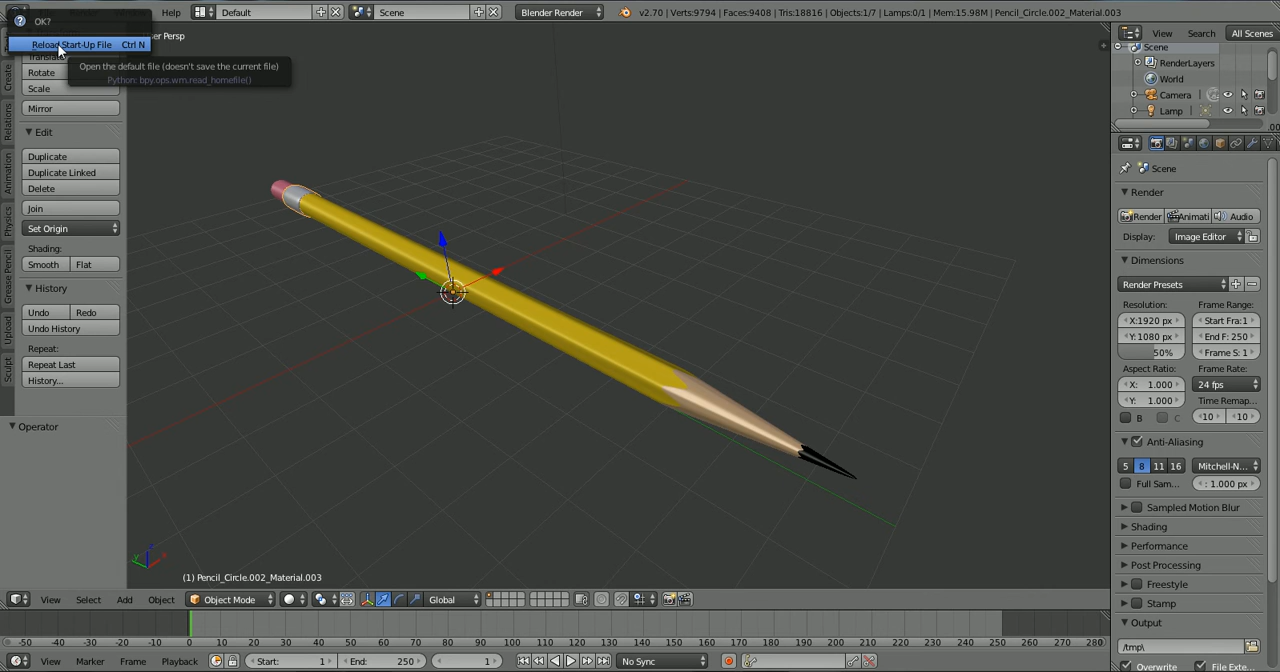 OK?
Help
Default
Scene
Blender Render
v2.70 | Verts:9794 | Faces:9408 | Tris:18816 | Objects:1/7 | Lamps:0/1 | Mem:15.98M | Pencil_Circle.002_Material.003
Reload Start-Up File Ctrl N
Open the default file (doesn't save the current file)
Python: bpy.ops.wm.read_homefile()
Rotate
Scale
Mirror
Edit
Duplicate
Duplicate Linked
Delete
Join
Set Origin
Shading:
Smooth Flat
History
Undo Redo
Undo History
Repeat:
Repeat Last
History...
Operator
Create
Relations
Animation
Physics
Grease Pencil
Upload
Sculpt
(1) Pencil_Circle.002_Material.003
View Select Add Object Object Mode Global
-50 -40 -30 -20 -10 0 10 20 30 40 50 60 70 80 90 100 110 120 130 140 150 160 170 180 190 200 210 220 230 240 250 260 270 280
View Marker Frame Playback Start: 1 End: 250 1 No Sync
View Search All Scenes
Scene
RenderLayers
World
Camera
Lamp
Scene
Render
Render Animati Audio
Display: Image Editor
Dimensions
Render Presets
Resolution: Frame Range:
X:1920 px Start Fra:1
Y:1080 px End F: 250
50% Frame S: 1
Aspect Ratio: Frame Rate:
X: 1.000 24 fps
Y: 1.000 Time Remap...
B C 10 10
Anti-Aliasing
5 8 11 16 Mitchell-N...
Full Sam... : 1.000 px
Sampled Motion Blur
Shading
Performance
Post Processing
Freestyle
Stamp
Output
/tmp\
Overwrite File Exte